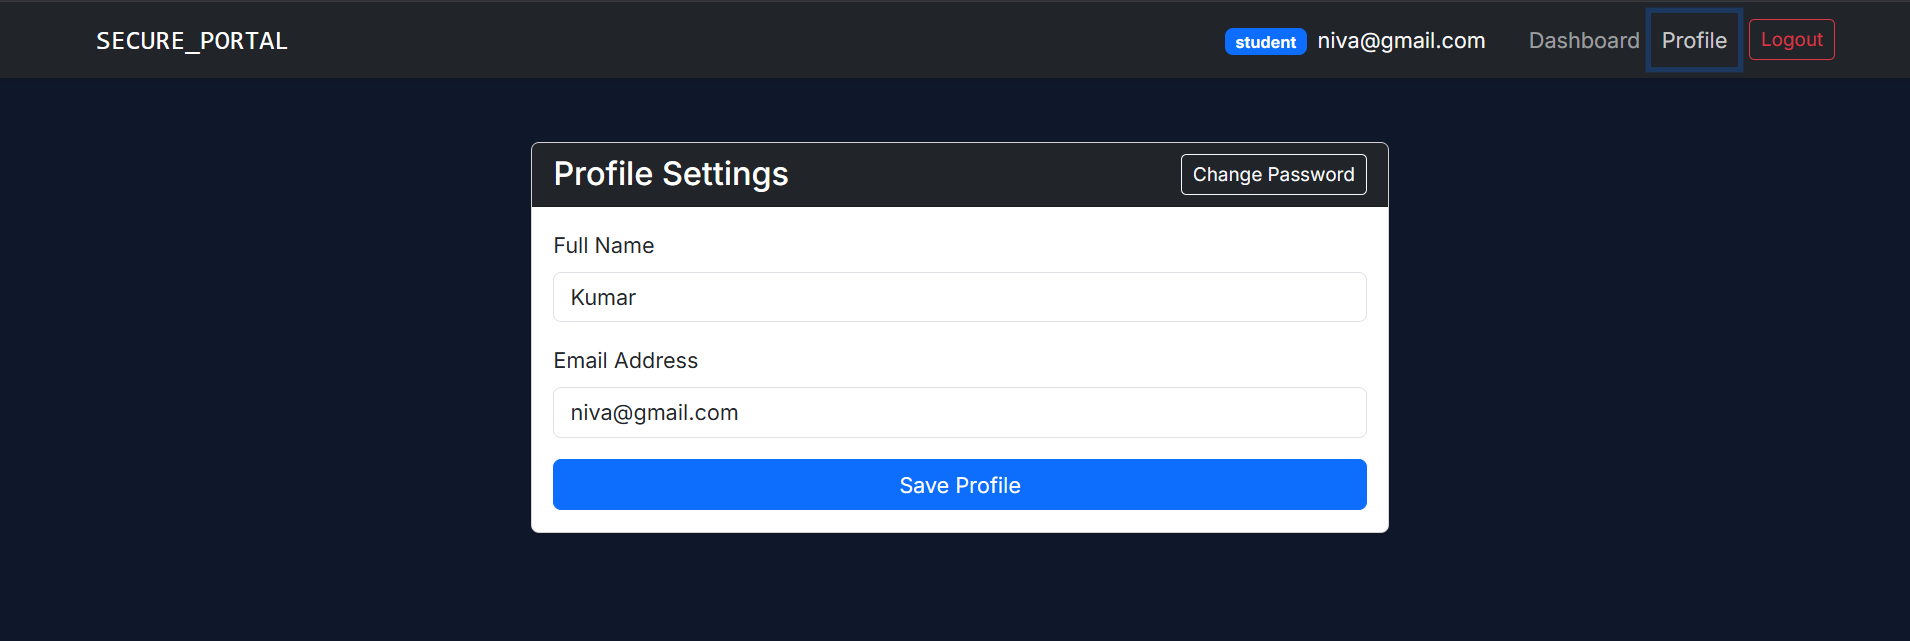 SECURE_PORTAL student niva@gmail.com Dashboard Profile Logout
Profile Settings Change Password
Full Name
Kumar
Email Address
niva@gmail.com
Save Profile